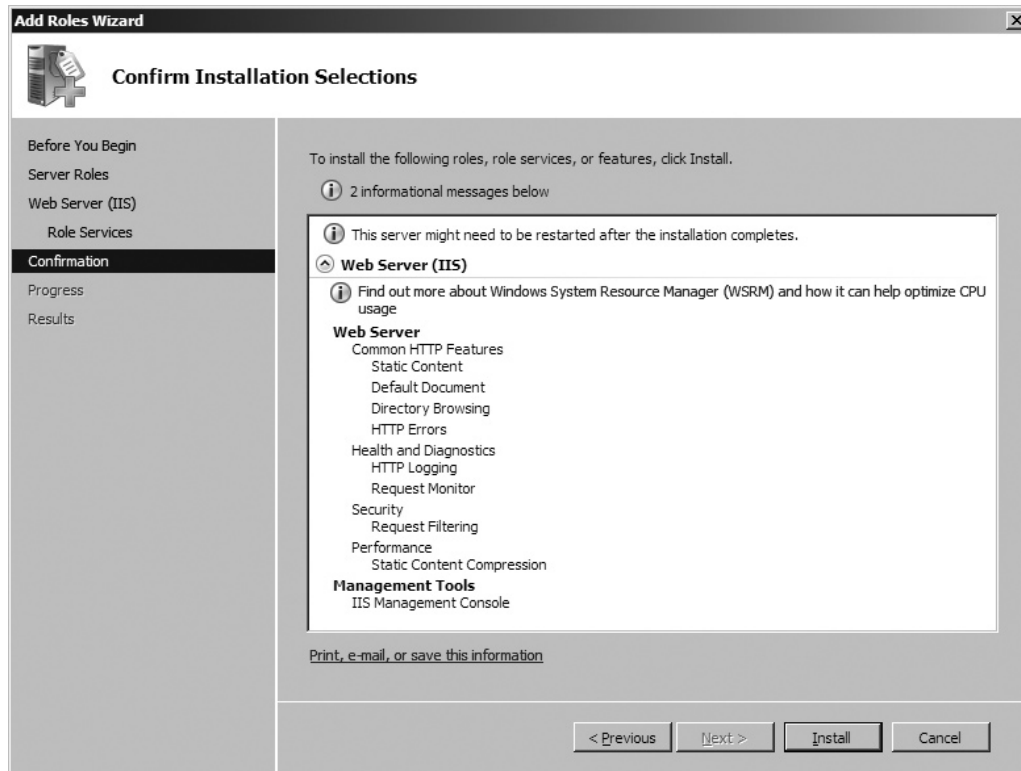 Add Roles Wizard
Confirm Installation Selections
Before You Begin
Server Roles
Web Server (IIS)
Role Services
Confirmation
Progress
Results
To install the following roles, role services, or features, click Install.
2 informational messages below
This server might need to be restarted after the installation completes.
Web Server (IIS)
Find out more about Windows System Resource Manager (WSRM) and how it can help optimize CPU
usage
Web Server
Common HTTP Features
Static Content
Default Document
Directory Browsing
HTTP Errors
Health and Diagnostics
HTTP Logging
Request Monitor
Security
Request Filtering
Performance
Static Content Compression
Management Tools
IIS Management Console
Print, e-mail, or save this information
< Previous
Next >
Install
Cancel